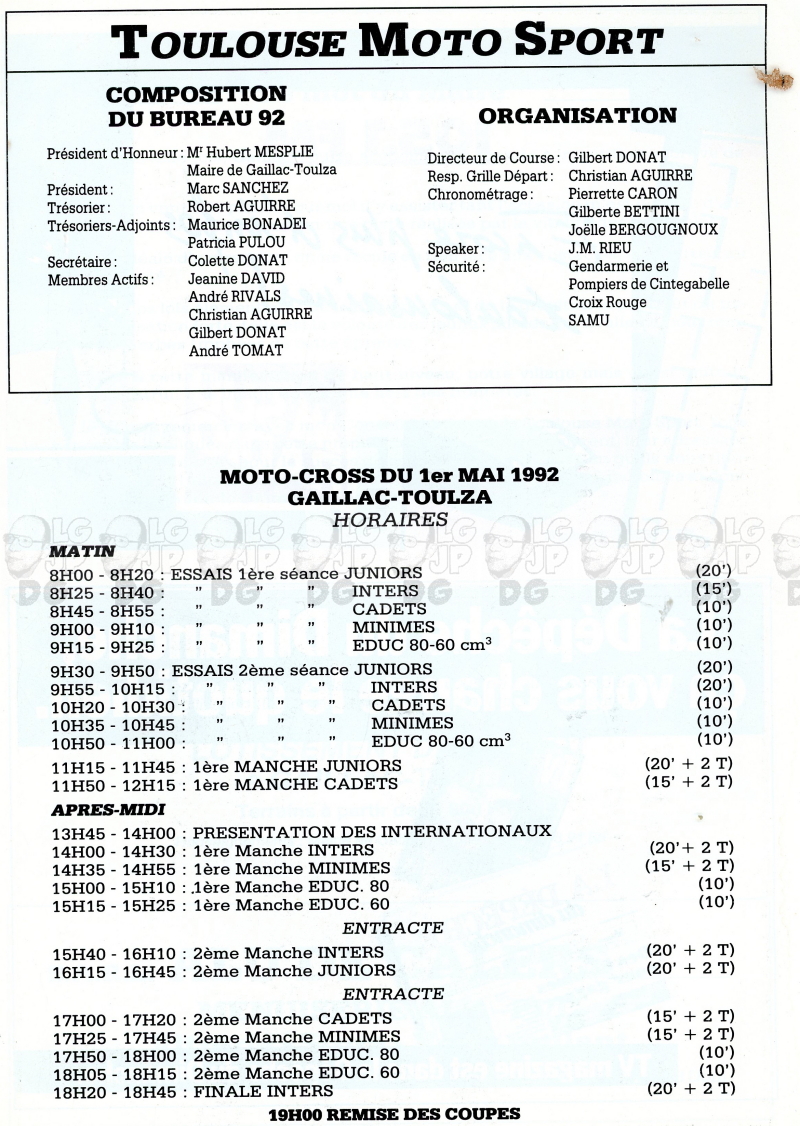 TOULOUSE MOTO SPORT
COMPOSITION
DU BUREAU 92
Président d'Honneur : Mr Hubert MESPLIE
Maire de Gaillac-Toulza
Président : Marc SANCHEZ
Trésorier : Robert AGUIRRE
Trésoriers-Adjoints : Maurice BONADEI
Patricia PULOU
Secrétaire : Colette DONAT
Membres Actifs : Jeanine DAVID
André RIVALS
Christian AGUIRRE
Gilbert DONAT
André TOMAT
ORGANISATION
Directeur de Course : Gilbert DONAT
Resp. Grille Départ : Christian AGUIRRE
Chronométrage : Pierrette CARON
Gilberte BETTINI
Joëlle BERGOUGNOUX
Speaker : J.M. RIEU
Sécurité : Gendarmerie et
Pompiers de Cintegabelle
Croix Rouge
SAMU
MOTO-CROSS DU 1er MAI 1992
GAILLAC-TOULZA
HORAIRES
MATIN
8H00 - 8H20 : ESSAIS 1ère séance JUNIORS (20')
8H25 - 8H40 : " " " INTERS (15')
8H45 - 8H55 : " " " CADETS (10')
9H00 - 9H10 : " " " MINIMES (10')
9H15 - 9H25 : " " " EDUC 80-60 cm³ (10')
9H30 - 9H50 : ESSAIS 2ème séance JUNIORS (20')
9H55 - 10H15 : " " " INTERS (20')
10H20 - 10H30 : " " " CADETS (10')
10H35 - 10H45 " " " MINIMES (10')
10H50 - 11H00 : " " " EDUC 80-60 cm³ (10')
11H15 - 11H45 : 1ère MANCHE JUNIORS (20' + 2 T)
11H50 - 12H15 : 1ère MANCHE CADETS (15' + 2 T)
APRES-MIDI
13H45 - 14H00 : PRESENTATION DES INTERNATIONAUX
14H00 - 14H30 : 1ère Manche INTERS (20'+ 2 T)
14H35 - 14H55 : 1ère Manche MINIMES (15' + 2 T)
15H00 - 15H10 : 1ère Manche EDUC. 80 (10')
15H15 - 15H25 : 1ère Manche EDUC. 60 (10')
ENTRACTE
15H40 - 16H10 : 2ème Manche INTERS (20' + 2 T)
16H15 - 16H45 : 2ème Manche JUNIORS (20' + 2 T)
ENTRACTE
17H00 - 17H20 : 2ème Manche CADETS (15' + 2 T)
17H25 - 17H45 : 2ème Manche MINIMES (15' + 2 T)
17H50 - 18H00 : 2ème Manche EDUC. 80 (10')
18H05 - 18H15 : 2ème Manche EDUC. 60 (10')
18H20 - 18H45 : FINALE INTERS (20' + 2 T)
19H00 REMISE DES COUPES